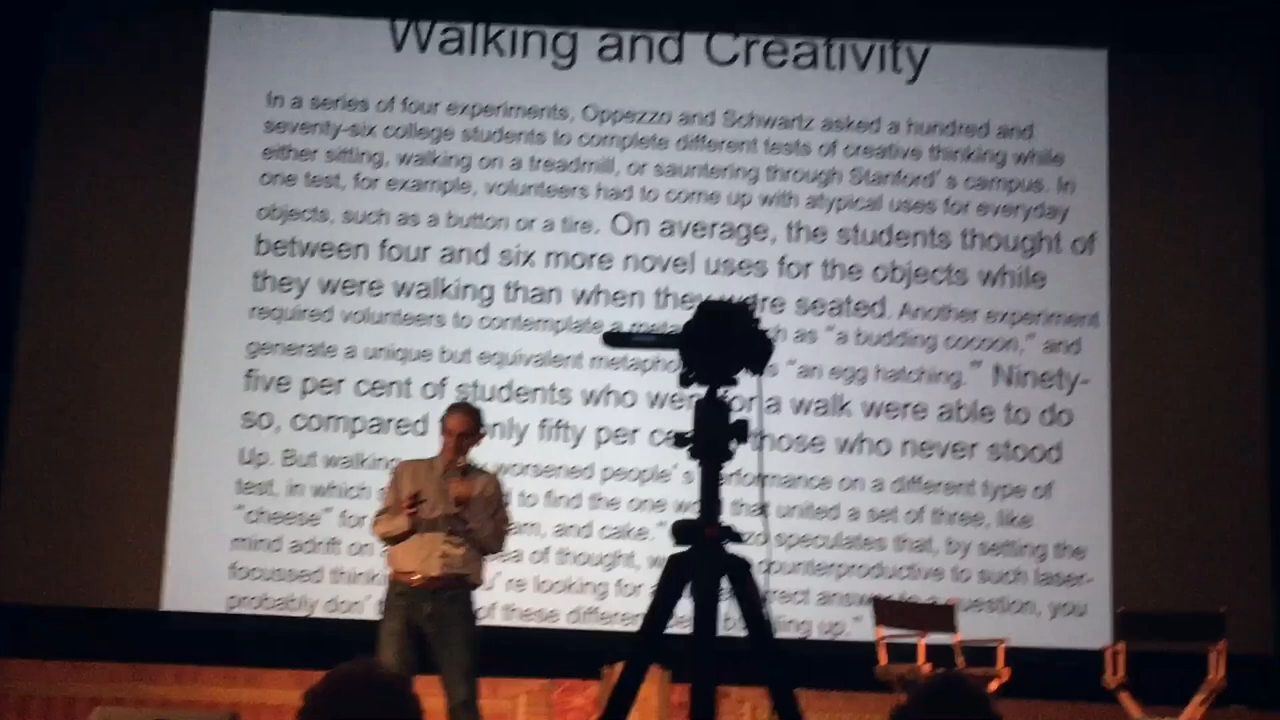 Walking and Creativity
In a series of four experiments, Oppezzo and Schwartz asked a hundred and
seventy-six college students to complete different tests of creative thinking while
either sitting, walking on a treadmill, or sauntering through Stanford's campus. In
one test, for example, volunteers had to come up with atypical uses for everyday
objects, such as a button or a tire. On average, the students thought of
between four and six more novel uses for the objects while
they were walking than when they were seated. Another experiment
required volunteers to contemplate a as "a budding cocoon," and
generate a unique but equivalent "an egg hatching." Ninety-
five per cent of students who went for a walk were able to do
so, compared only fifty per those who never stood
Up. But walking worsened people's performance on a different type of
test, in which to find the one that united a set of three, like
"cheese" for and cake." speculates that, by setting the
mind adrift on of thought, counterproductive to such laser-
focussed looking for a question, you
probably of these up."